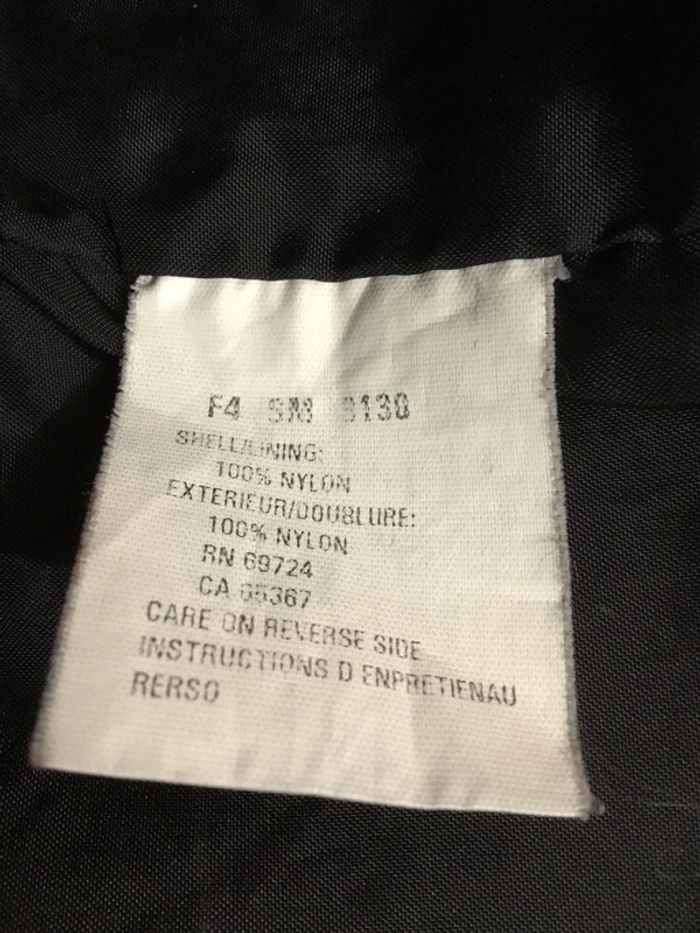 F4 SM 3130
SHELL/LINING:
100% NYLON
EXTERIEUR/DOUBLURE:
100% NYLON
RN 69724
CA 05367
CARE ON REVERSE SIDE
INSTRUCTIONS D ENPRETIENAU
RERSO